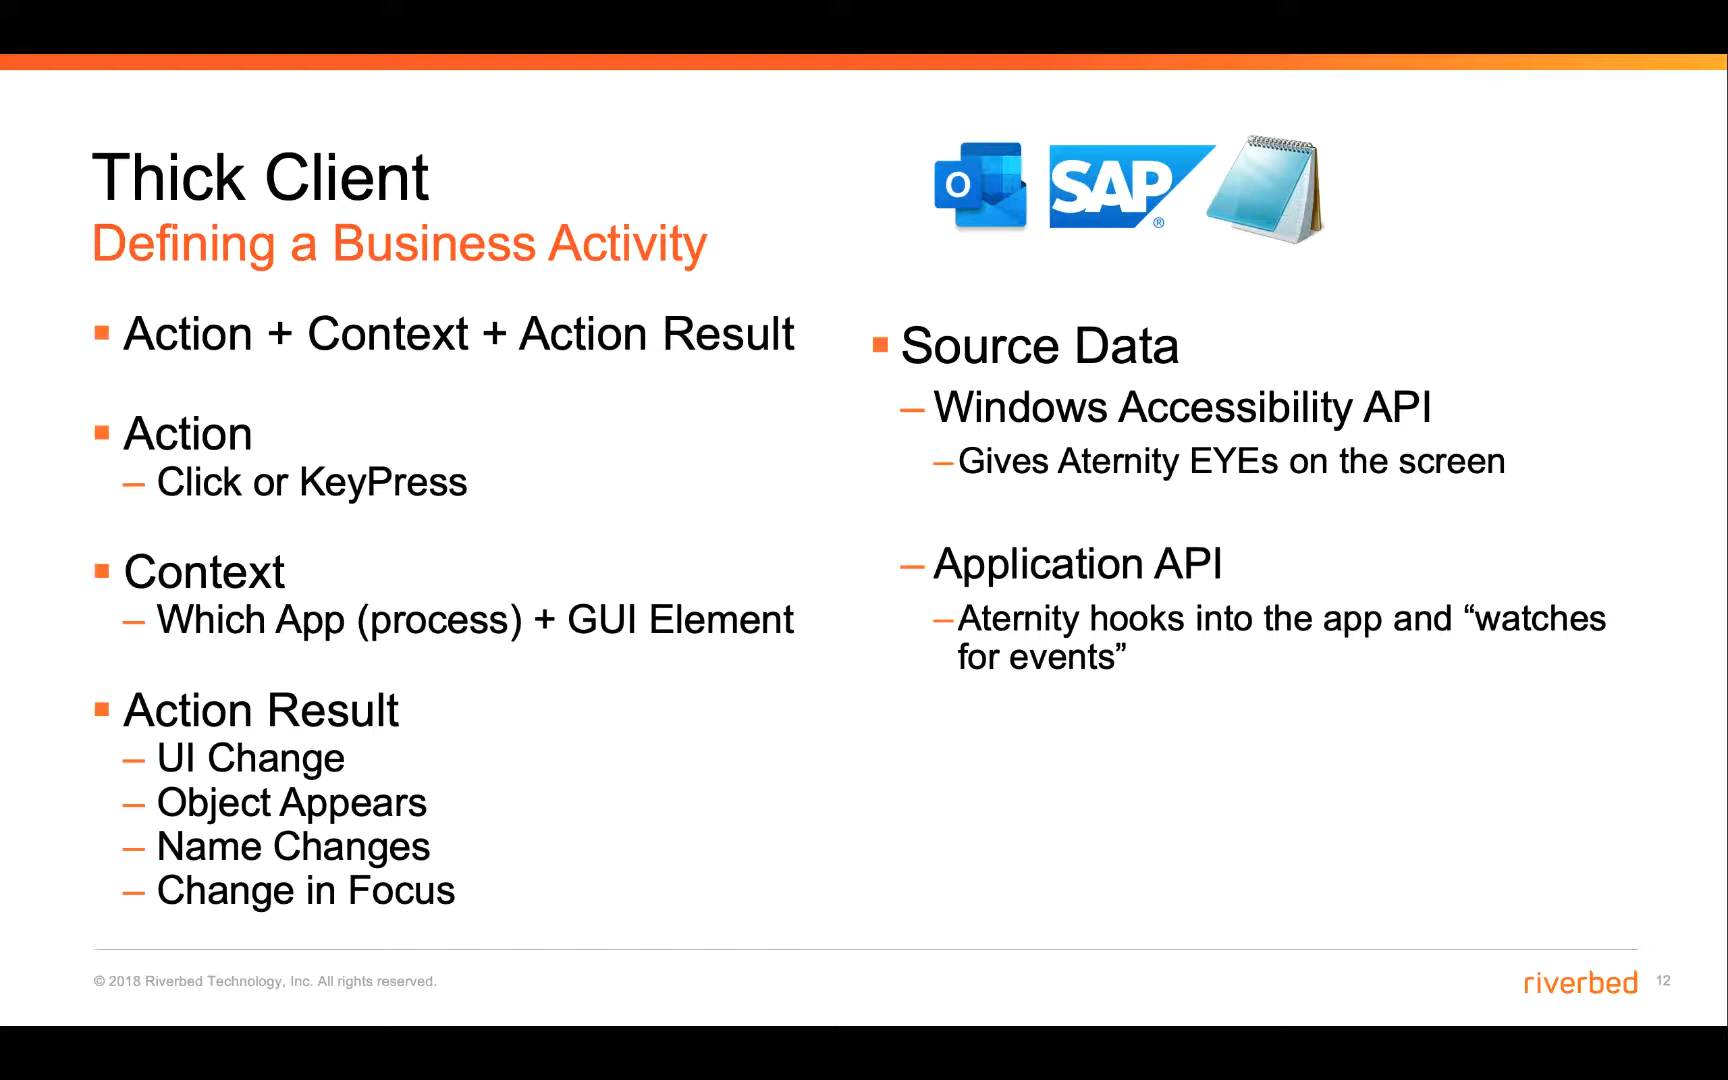 Thick Client
Defining a Business Activity
O
SAP
®
Action + Context + Action Result
Action
– Click or KeyPress
Context
– Which App (process) + GUI Element
Action Result
– UI Change
– Object Appears
– Name Changes
– Change in Focus
Source Data
– Windows Accessibility API
– Gives Aternity EYEs on the screen
– Application API
– Aternity hooks into the app and “watches
for events”
© 2018 Riverbed Technology, Inc. All rights reserved.
riverbed
12